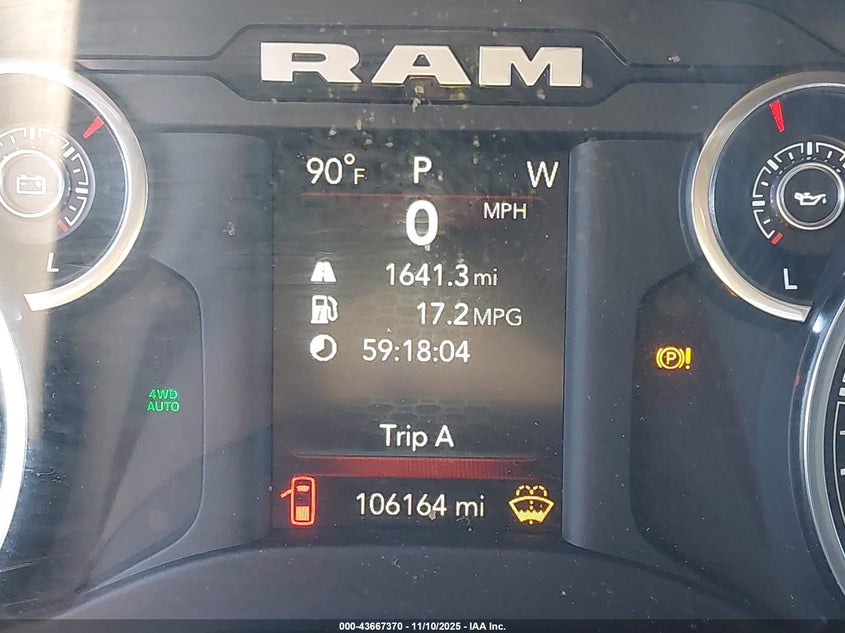 RAM
90°F P W
0 MPH
1641.3 mi
17.2 MPG
59:18:04
L
L
4WD
AUTO
(P)!
Trip A
106164 mi
000-43667370 - 11/10/2025 - IAA Inc.